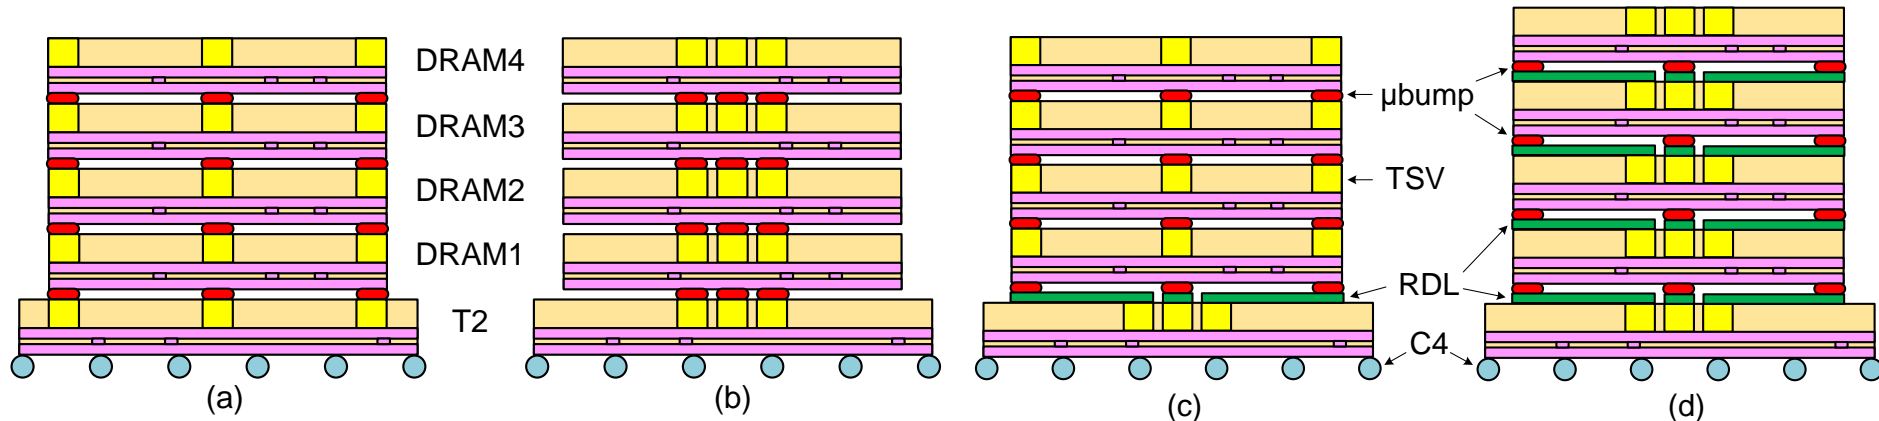 DRAM4
DRAM3
DRAM2
DRAM1
T2
µbump
TSV
RDL
C4
(a)
(b)
(c)
(d)